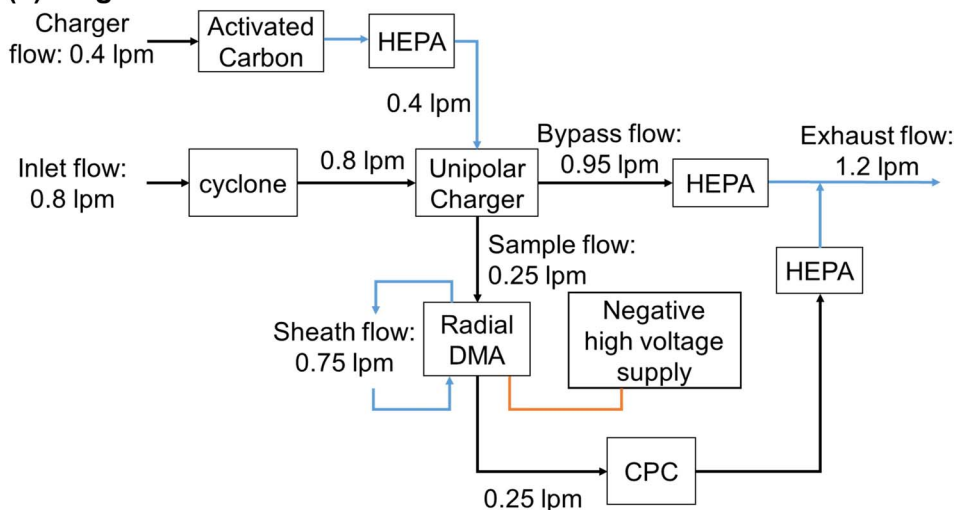 Charger
flow: 0.4 lpm
Activated
Carbon
HEPA
0.4 lpm
Inlet flow:
0.8 lpm
cyclone
0.8 lpm
Unipolar
Charger
Bypass flow:
0.95 lpm
HEPA
Exhaust flow:
1.2 lpm
Sample flow:
0.25 lpm
HEPA
Sheath flow:
0.75 lpm
Radial
DMA
Negative
high voltage
supply
0.25 lpm
CPC